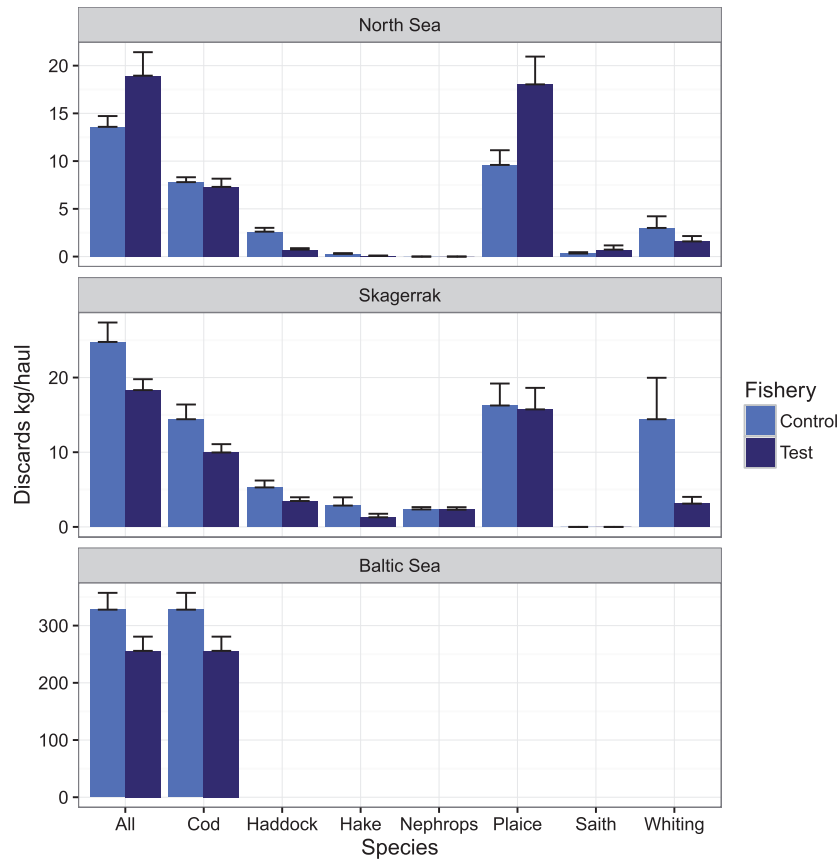 North Sea
20
15
10
5
0
Skagerrak
20
10
0
Baltic Sea
300
200
100
0
Discards kg/haul
All Cod Haddock Hake Nephrops Plaice Saith Whiting
Species
Fishery
Control
Test